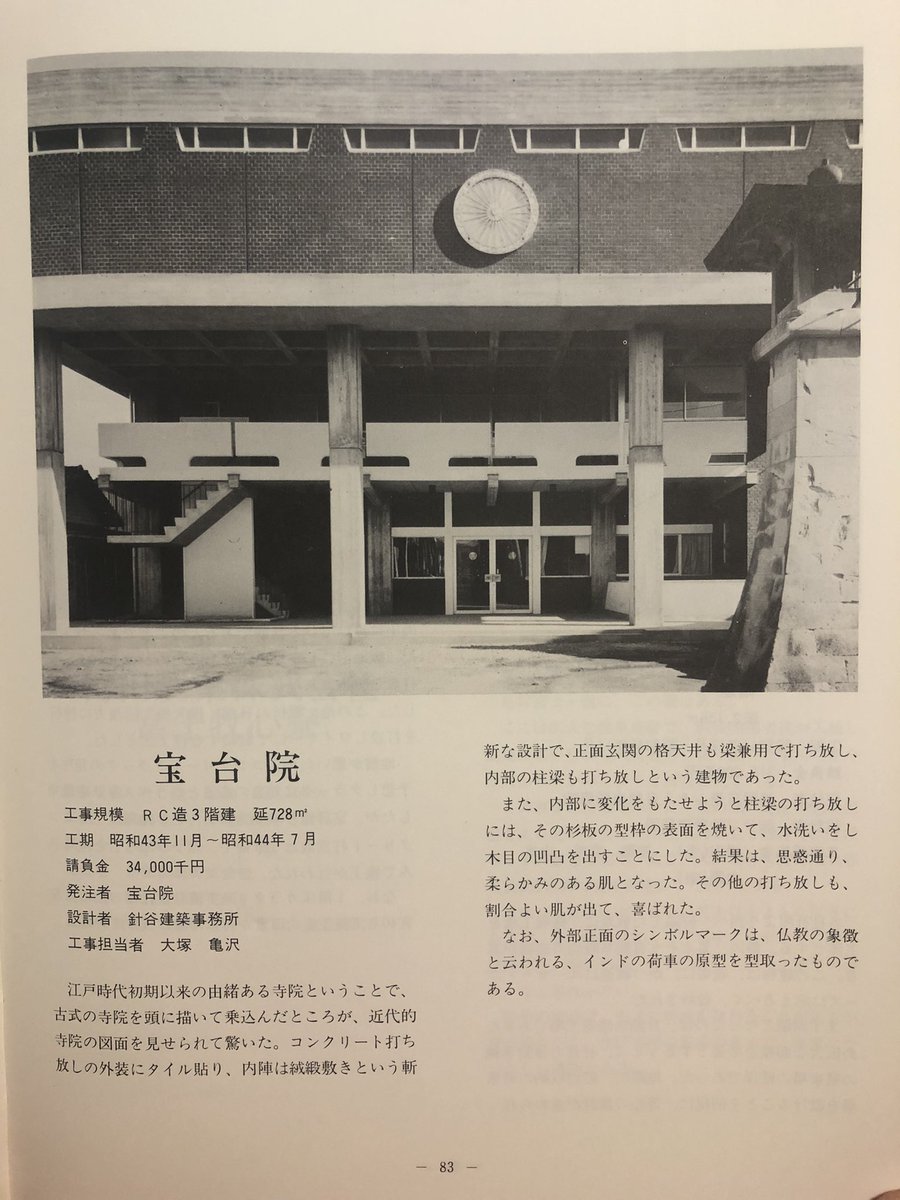 宝台院
工事規模　ＲＣ造３階建　延728㎡
工期　昭和43年11月～昭和44年７月
請負金　34,000千円
発注者　宝台院
設計者　針谷建築事務所
工事担当者　大塚　亀沢
江戸時代初期以来の由緒ある寺院ということで、
古式の寺院を頭に描いて乗込んだところが、近代的
寺院の図面を見せられて驚いた。コンクリート打ち
放しの外装にタイル貼り、内陣は絨緞敷きという斬
新な設計で、正面玄関の格天井も梁兼用で打ち放し、
内部の柱梁も打ち放しという建物であった。
また、内部に変化をもたせようと柱梁の打ち放し
には、その杉板の型枠の表面を焼いて、水洗いをし
木目の凹凸を出すことにした。結果は、思惑通り、
柔らかみのある肌となった。その他の打ち放しも、
割合よい肌が出て、喜ばれた。
なお、外部正面のシンボルマークは、仏教の象徴
と云われる、インドの荷車の原型を型取ったもので
ある。
— 83 —